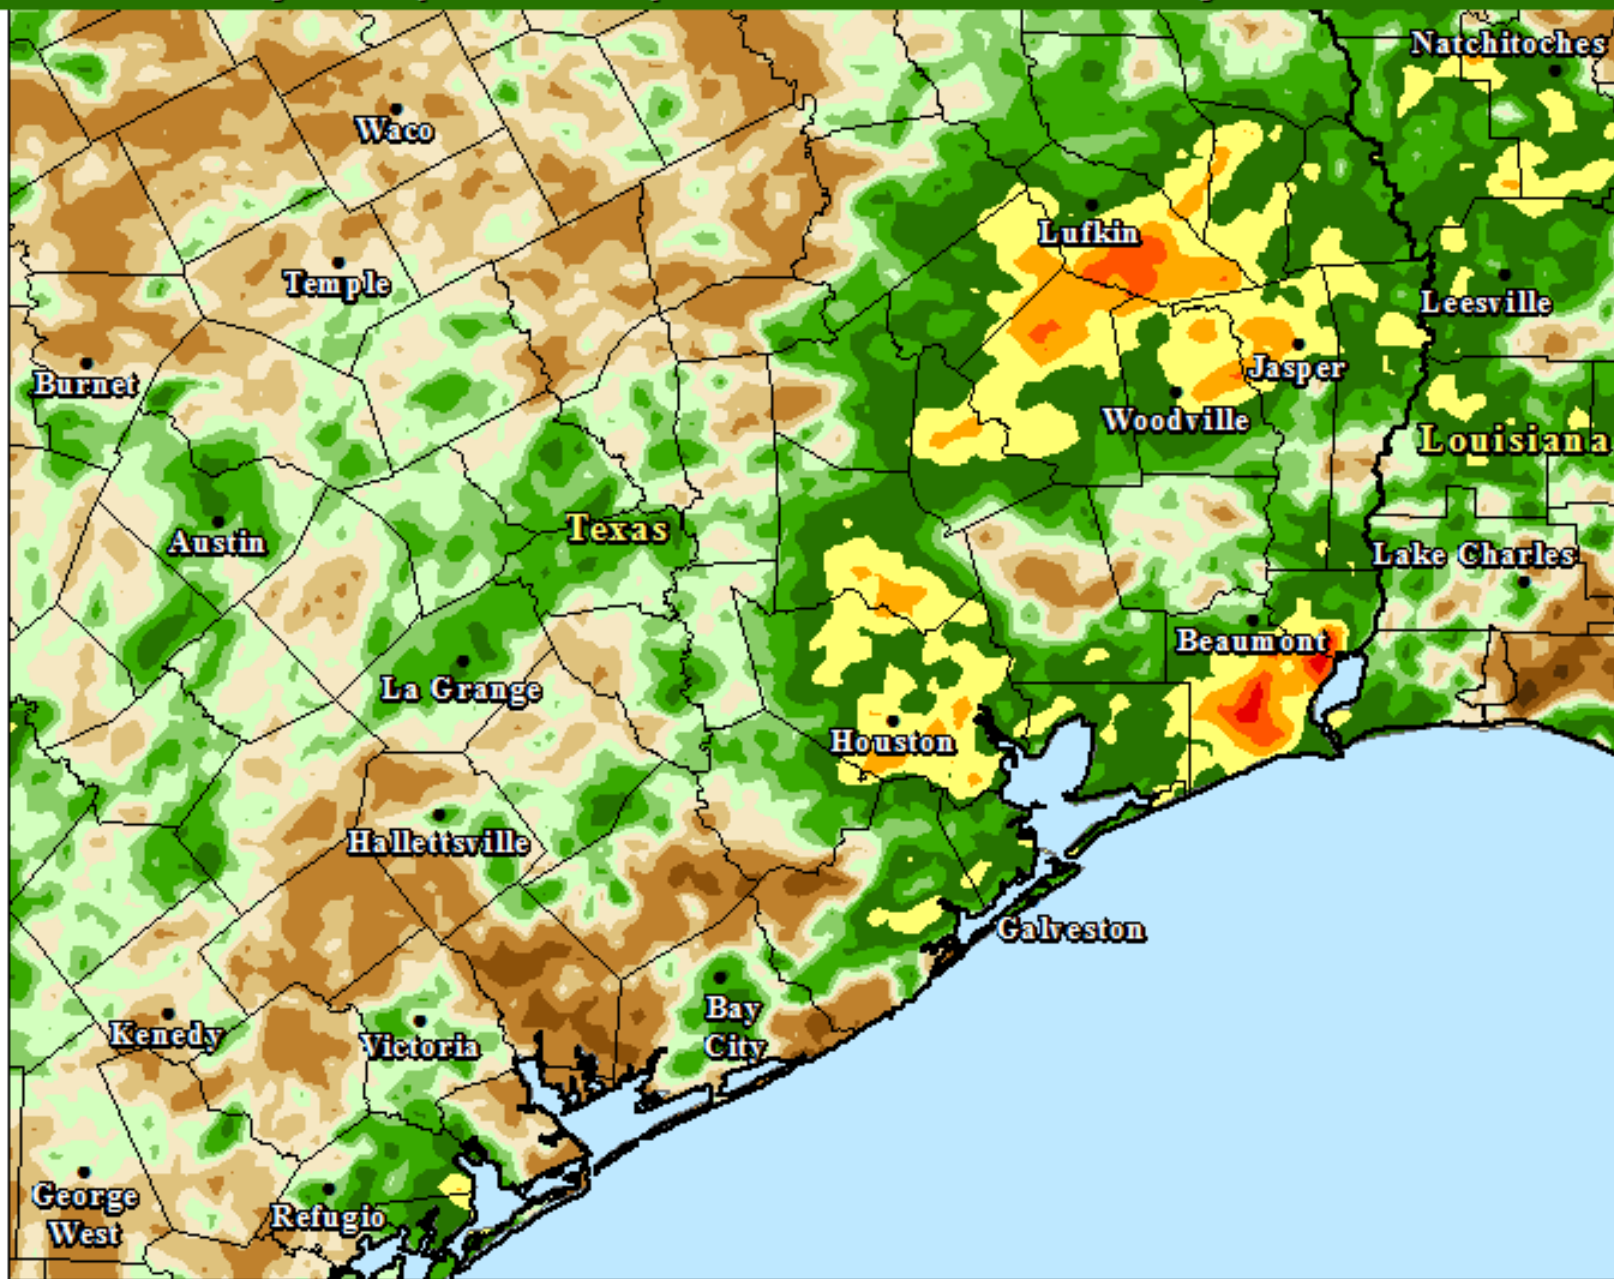 Natchitoches
Waco
Lufkin
Temple
Leesville
Burnet
Jasper
Woodville
Louisiana
Texas
Austin
Lake Charles
Beaumont
La Grange
Houston
Hallettsville
Galveston
Bay
City
Kenedy
Victoria
George
West
Refugio